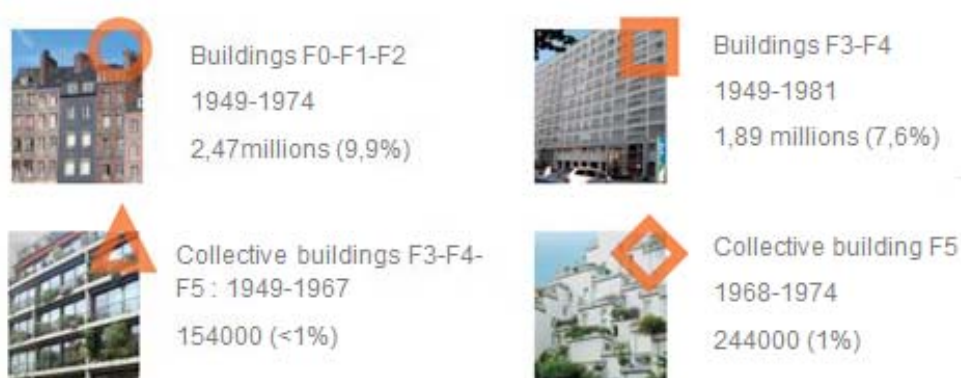 Buildings F0-F1-F2
1949-1974
2,47millions (9,9%)
Buildings F3-F4
1949-1981
1,89 millions (7,6%)
Collective buildings F3-F4-
F5 : 1949-1967
154000 (<1%)
Collective building F5
1968-1974
244000 (1%)